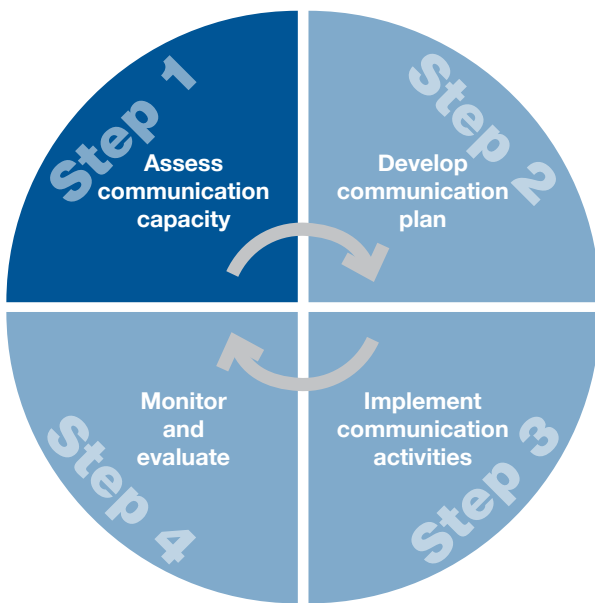 Step 1
Assess
communication
capacity
Step 2
Develop
communication
plan
Step 3
Implement
communication
activities
Step 4
Monitor
and
evaluate